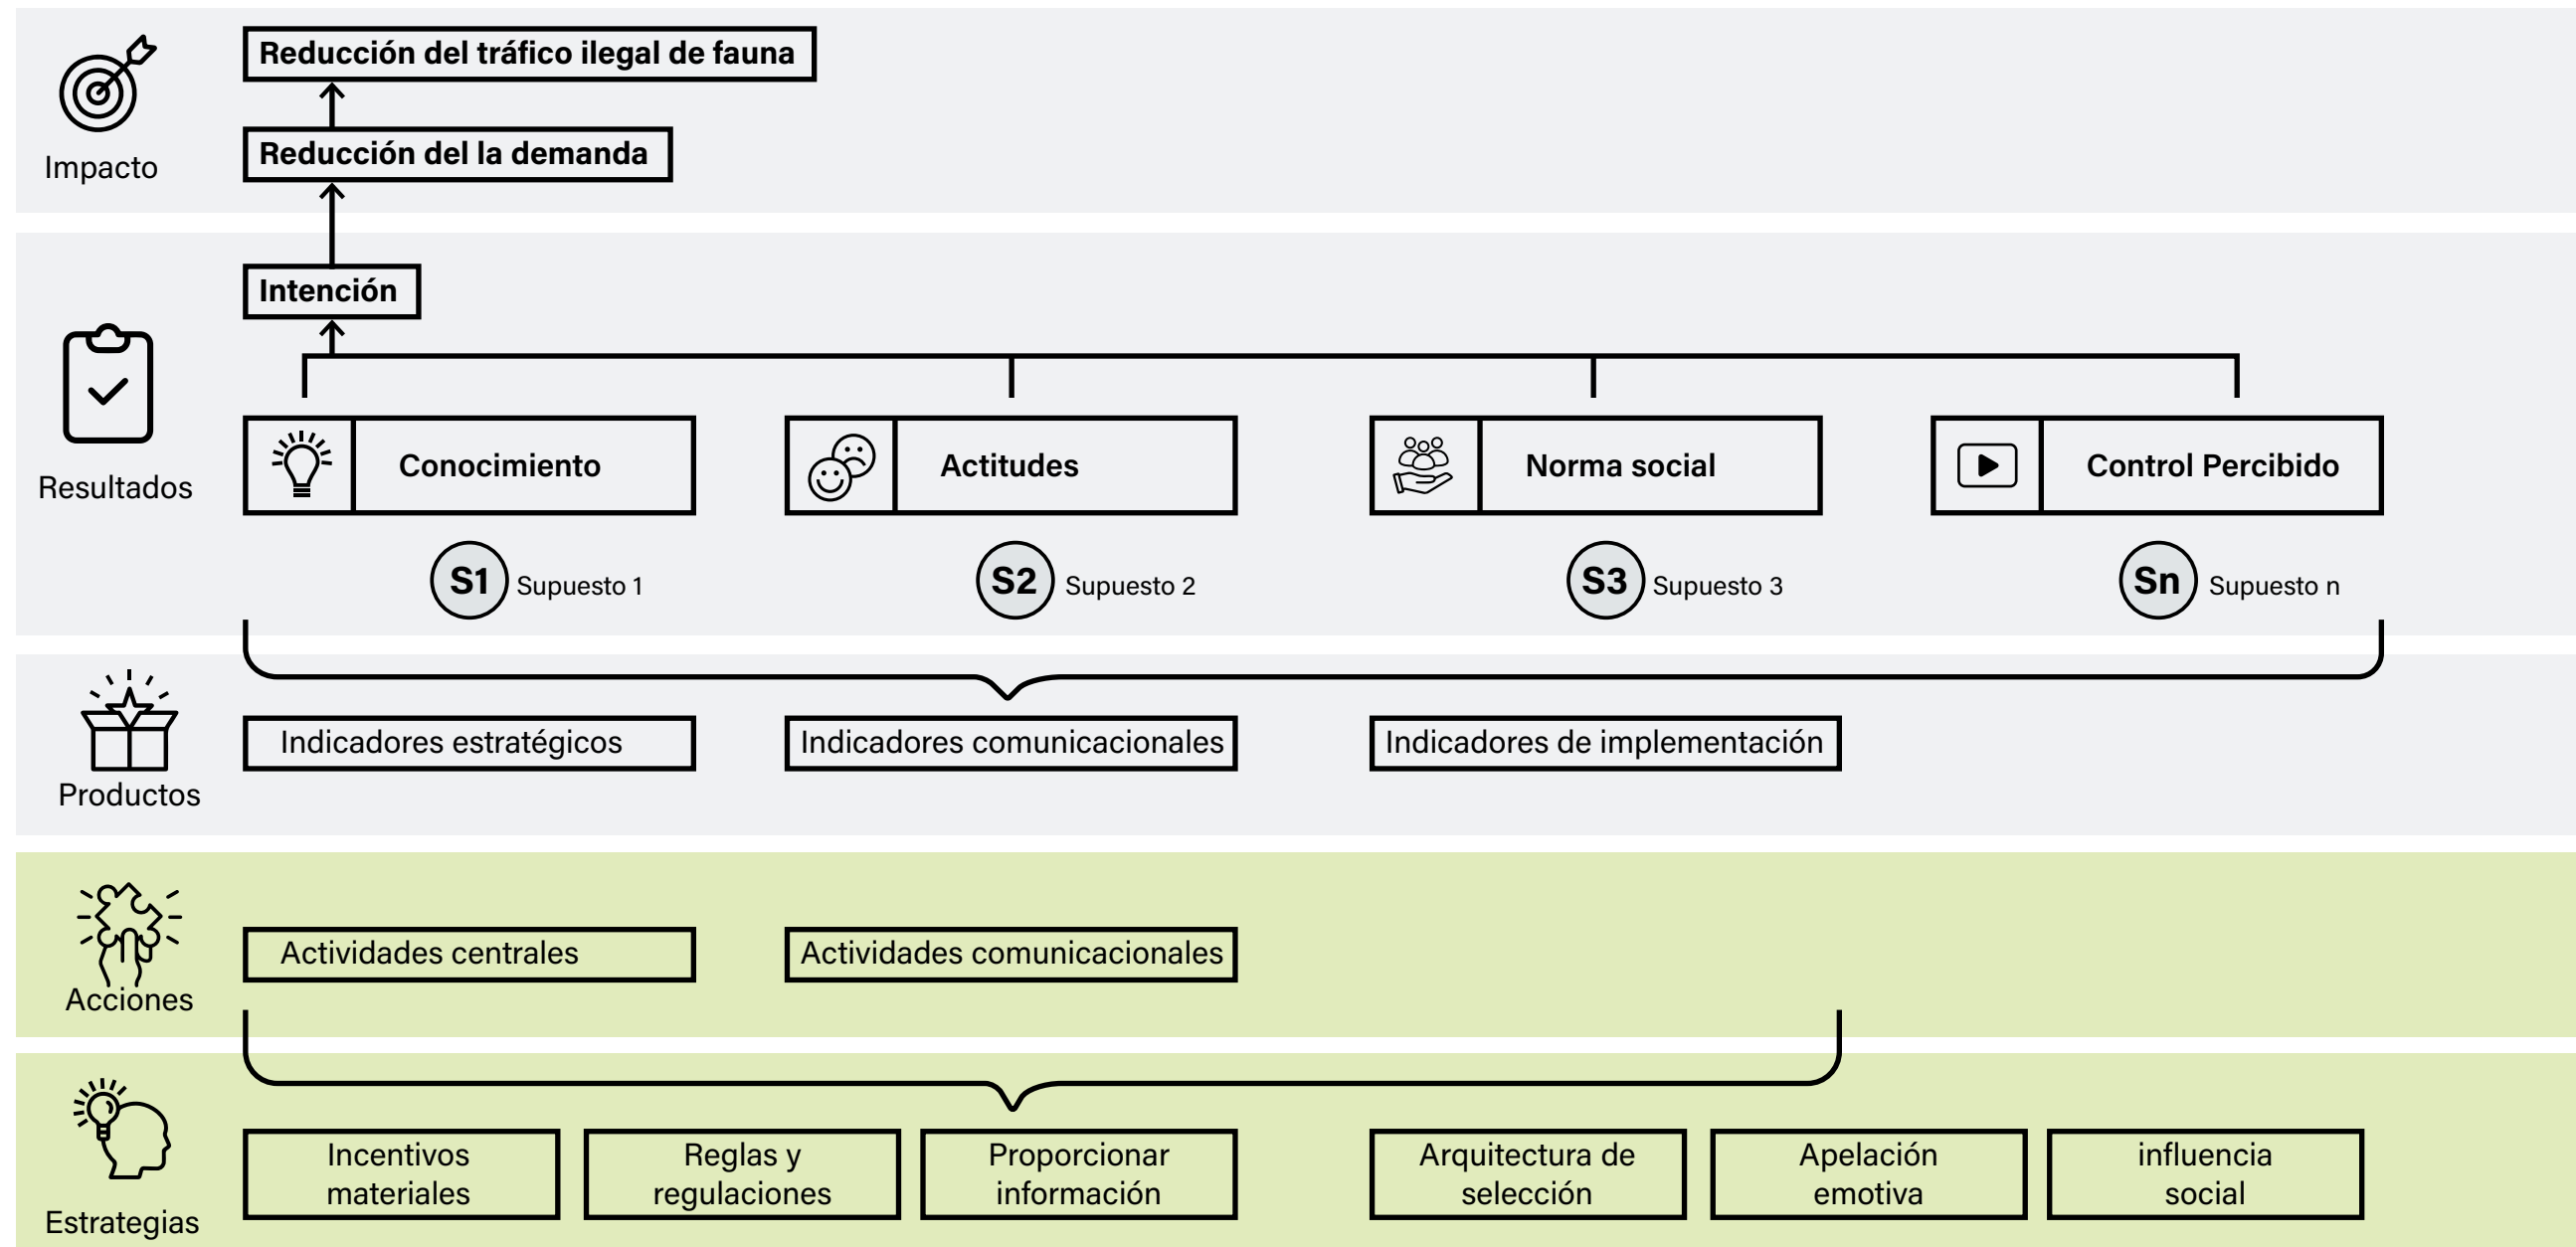 Reducción del tráfico ilegal de fauna
Reducción del la demanda
Impacto
Intención
Conocimiento
Actitudes
Norma social
Control Percibido
Resultados
S1 Supuesto 1
S2 Supuesto 2
S3 Supuesto 3
Sn Supuesto n
Indicadores estratégicos
Indicadores comunicacionales
Indicadores de implementación
Productos
Actividades centrales
Actividades comunicacionales
Acciones
Incentivos
materiales
Reglas y
regulaciones
Proporcionar
información
Arquitectura de
selección
Apelación
emotiva
influencia
social
Estrategias